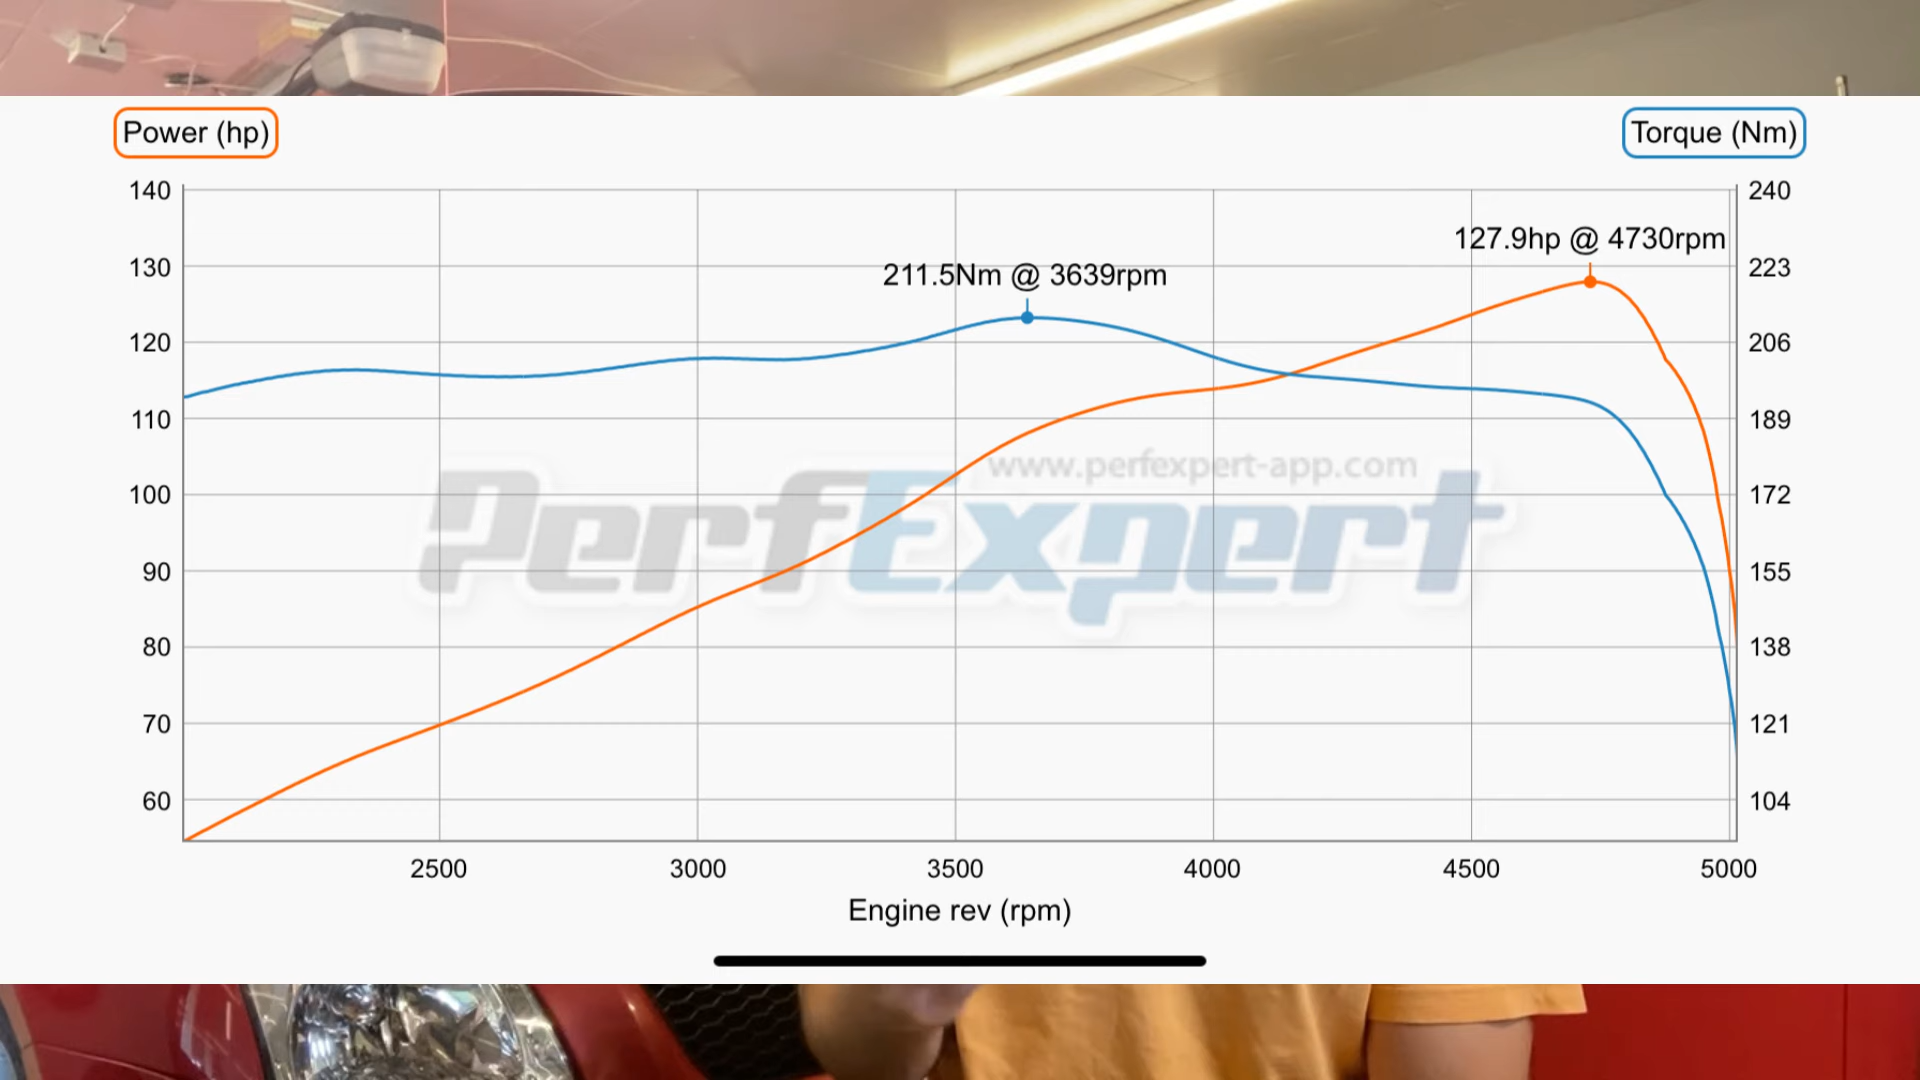 Power (hp)
Torque (Nm)
140
130
120
110
100
90
80
70
60
240
223
206
189
172
155
138
121
104
211.5Nm @ 3639rpm
127.9hp @ 4730rpm
www.perfexpert-app.com
PerfExpert
2500 3000 3500 4000 4500 5000
Engine rev (rpm)